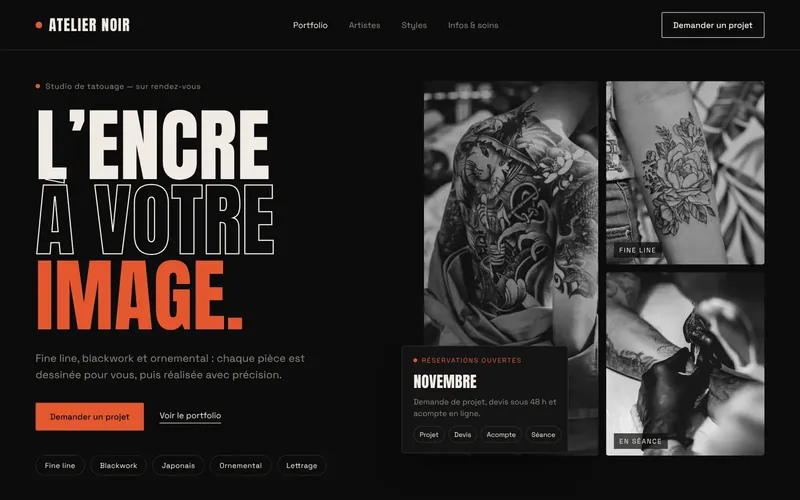 ATELIER NOIR
Portfolio
Artistes
Styles
Infos & soins
Demander un projet
Studio de tatouage — sur rendez-vous
L’ENCRE
À VOTRE
IMAGE.
Fine line, blackwork et ornemental : chaque pièce est
dessinée pour vous, puis réalisée avec précision.
Demander un projet
Voir le portfolio
Fine line
Blackwork
Japonais
Ornemental
Lettrage
RÉSERVATIONS OUVERTES
NOVEMBRE
Demande de projet, devis sous 48 h et
acompte en ligne.
Projet
Devis
Acompte
Séance
FINE LINE
EN SÉANCE